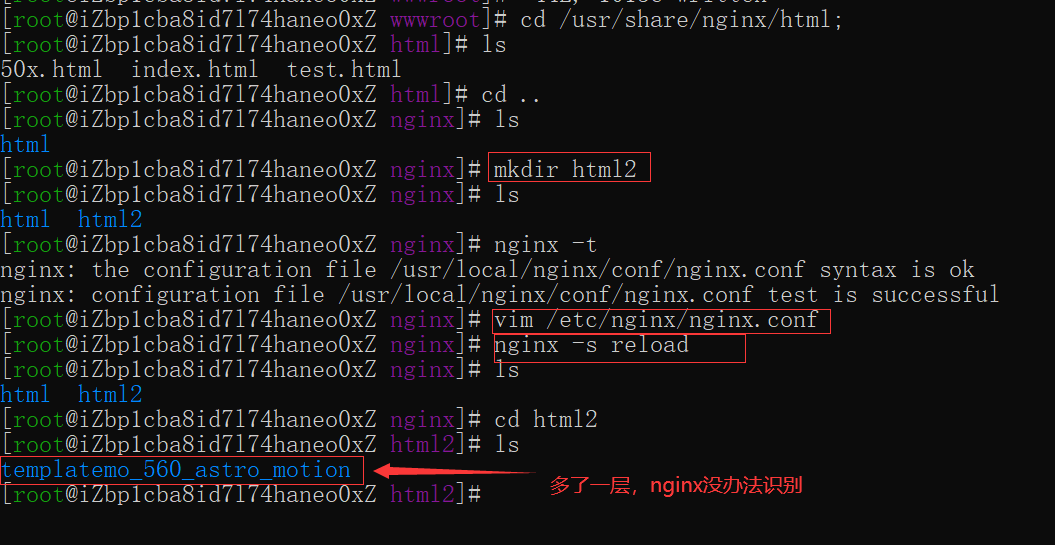 [root@iZbp1cba8id7l74haneo0xZ wwwroot]# cd /usr/share/nginx/html;
[root@iZbp1cba8id7l74haneo0xZ html]# ls
50x.html  index.html  test.html
[root@iZbp1cba8id7l74haneo0xZ html]# cd ..
[root@iZbp1cba8id7l74haneo0xZ nginx]# ls
html
[root@iZbp1cba8id7l74haneo0xZ nginx]# mkdir html2
[root@iZbp1cba8id7l74haneo0xZ nginx]# ls
html  html2
[root@iZbp1cba8id7l74haneo0xZ nginx]# nginx -t
nginx: the configuration file /usr/local/nginx/conf/nginx.conf syntax is ok
nginx: configuration file /usr/local/nginx/conf/nginx.conf test is successful
[root@iZbp1cba8id7l74haneo0xZ nginx]# vim /etc/nginx/nginx.conf
[root@iZbp1cba8id7l74haneo0xZ nginx]# nginx -s reload
[root@iZbp1cba8id7l74haneo0xZ nginx]# ls
html  html2
[root@iZbp1cba8id7l74haneo0xZ nginx]# cd html2
[root@iZbp1cba8id7l74haneo0xZ html2]# ls
templatemo_560_astro_motion
多了一层，nginx没办法识别
[root@iZbp1cba8id7l74haneo0xZ html2]#